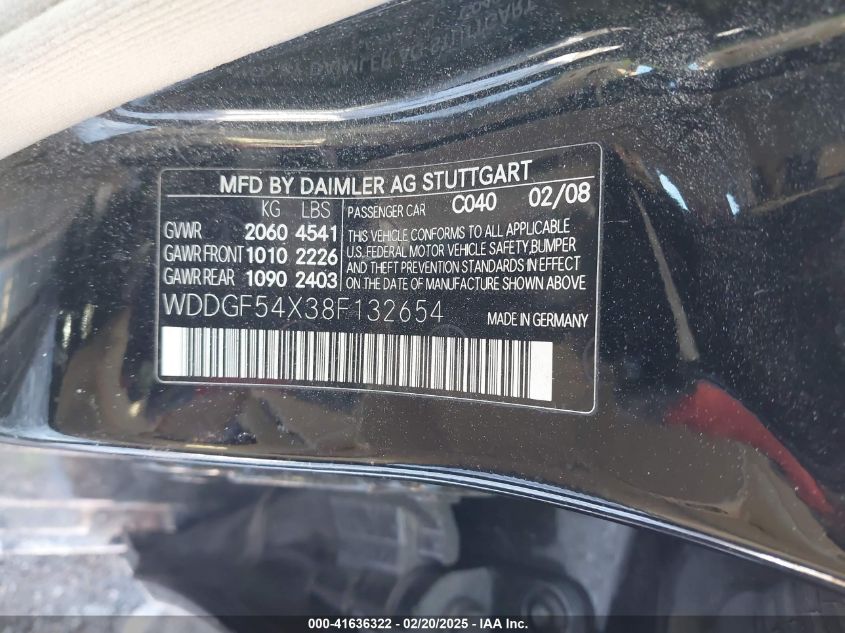 MFD BY DAIMLER AG STUTTGART
KG LBS PASSENGER CAR C040 02/08
GVWR 2060 4541
GAWR FRONT 1010 2226
GAWR REAR 1090 2403
THIS VEHICLE CONFORMS TO ALL APPLICABLE
U.S. FEDERAL MOTOR VEHICLE SAFETY, BUMPER
AND THEFT PREVENTION STANDARDS IN EFFECT
ON THE DATE OF MANUFACTURE SHOWN ABOVE
WDDGF54X38F132654 MADE IN GERMANY
000-41636322 — 02/20/2025 — IAA Inc.